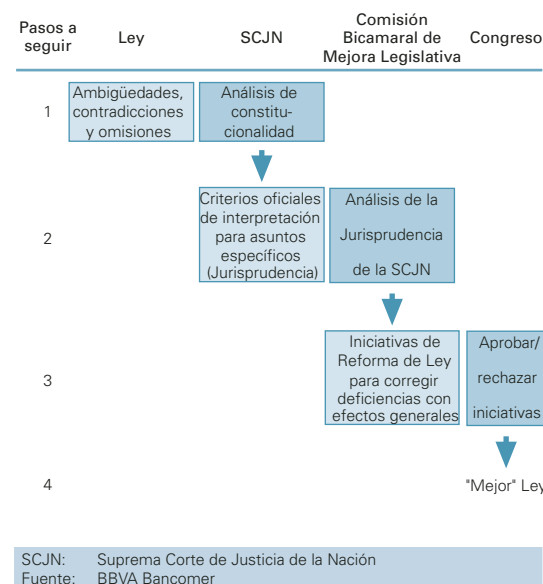 Pasos a seguir
Ley
SCJN
Comisión Bicamaral de Mejora Legislativa
Congreso
1
Ambigüedades,
contradicciones
y omisiones
Análisis de
constitu-
cionalidad
2
Criterios oficiales
de interpretación
para asuntos
específicos
(Jurisprudencia)
Análisis de la
Jurisprudencia
de la SCJN
3
Iniciativas de
Reforma de Ley
para corregir
deficiencias con
efectos generales
Aprobar/
rechazar
iniciativas
4
"Mejor" Ley
SCJN: Suprema Corte de Justicia de la Nación
Fuente: BBVA Bancomer